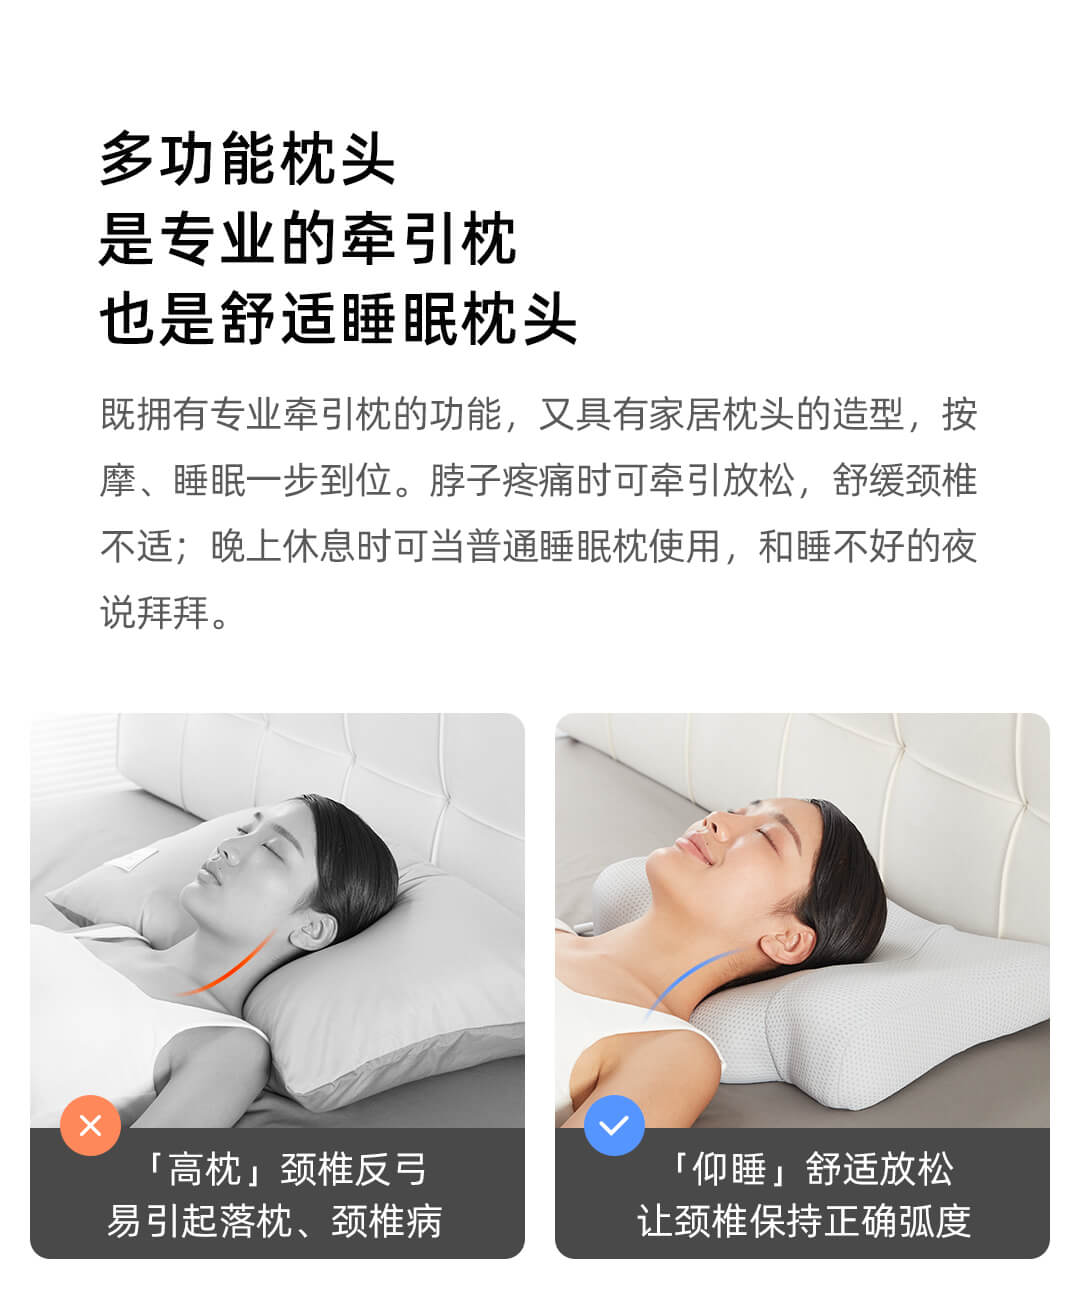 多功能枕头
是专业的牵引枕
也是舒适睡眠枕头
既拥有专业牵引枕的功能，又具有家居枕头的造型，按
摩、睡眠一步到位。脖子疼痛时可牵引放松，舒缓颈椎
不适；晚上休息时可当普通睡眠枕使用，和睡不好的夜
说拜拜。
「高枕」颈椎反弓
易引起落枕、颈椎病
「仰睡」舒适放松
让颈椎保持正确弧度